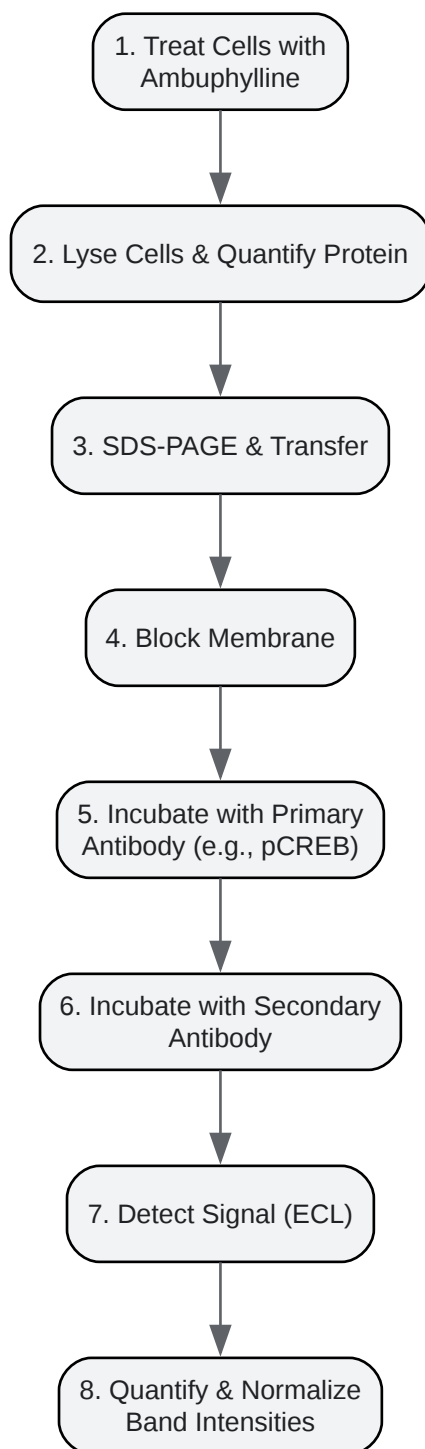 1. Treat Cells with
Ambuphylline
2. Lyse Cells & Quantify Protein
3. SDS-PAGE & Transfer
4. Block Membrane
5. Incubate with Primary
Antibody (e.g., pCREB)
6. Incubate with Secondary
Antibody
7. Detect Signal (ECL)
8. Quantify & Normalize
Band Intensities